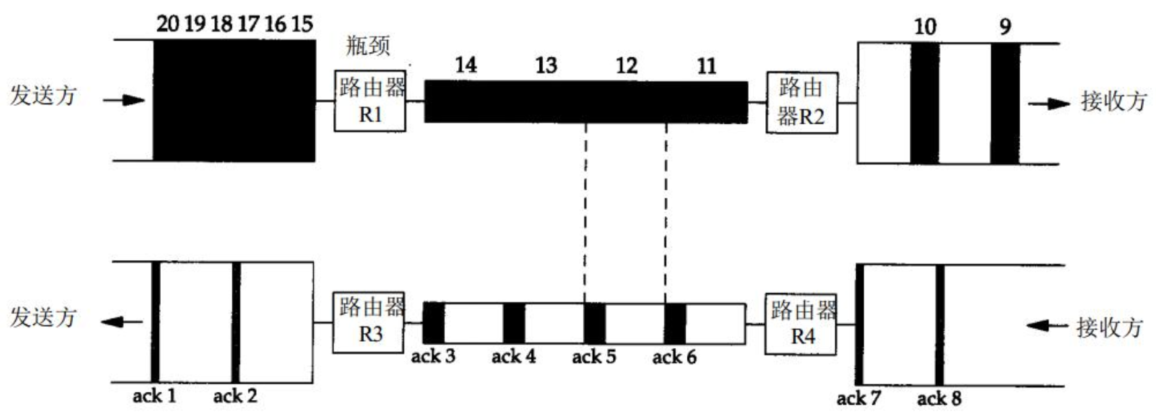 20 19 18 17 16 15
瓶颈
14 13 12 11
10 9
发送方
路由器
R1
路由
器R2
接收方
发送方
路由器
R3
路由器
R4
接收方
ack 1 ack 2
ack 3 ack 4 ack 5 ack 6
ack 7 ack 8